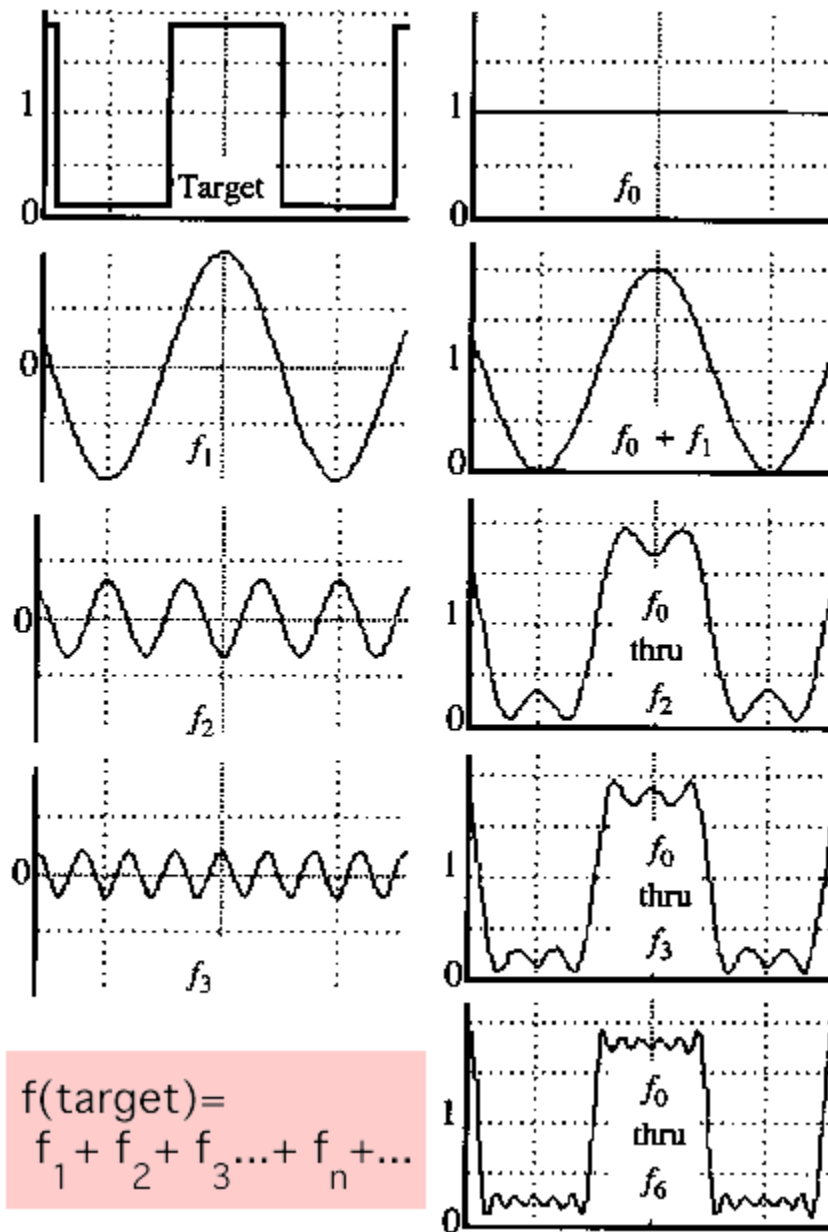 1
0
Target
1
0
f0
0
f1
1
0
f0 + f1
0
f2
1
0
f0
thru
f2
0
f3
1
0
f0
thru
f3
f(target)=
f1+ f2+ f3...+ fn+...
1
0
f0
thru
f6